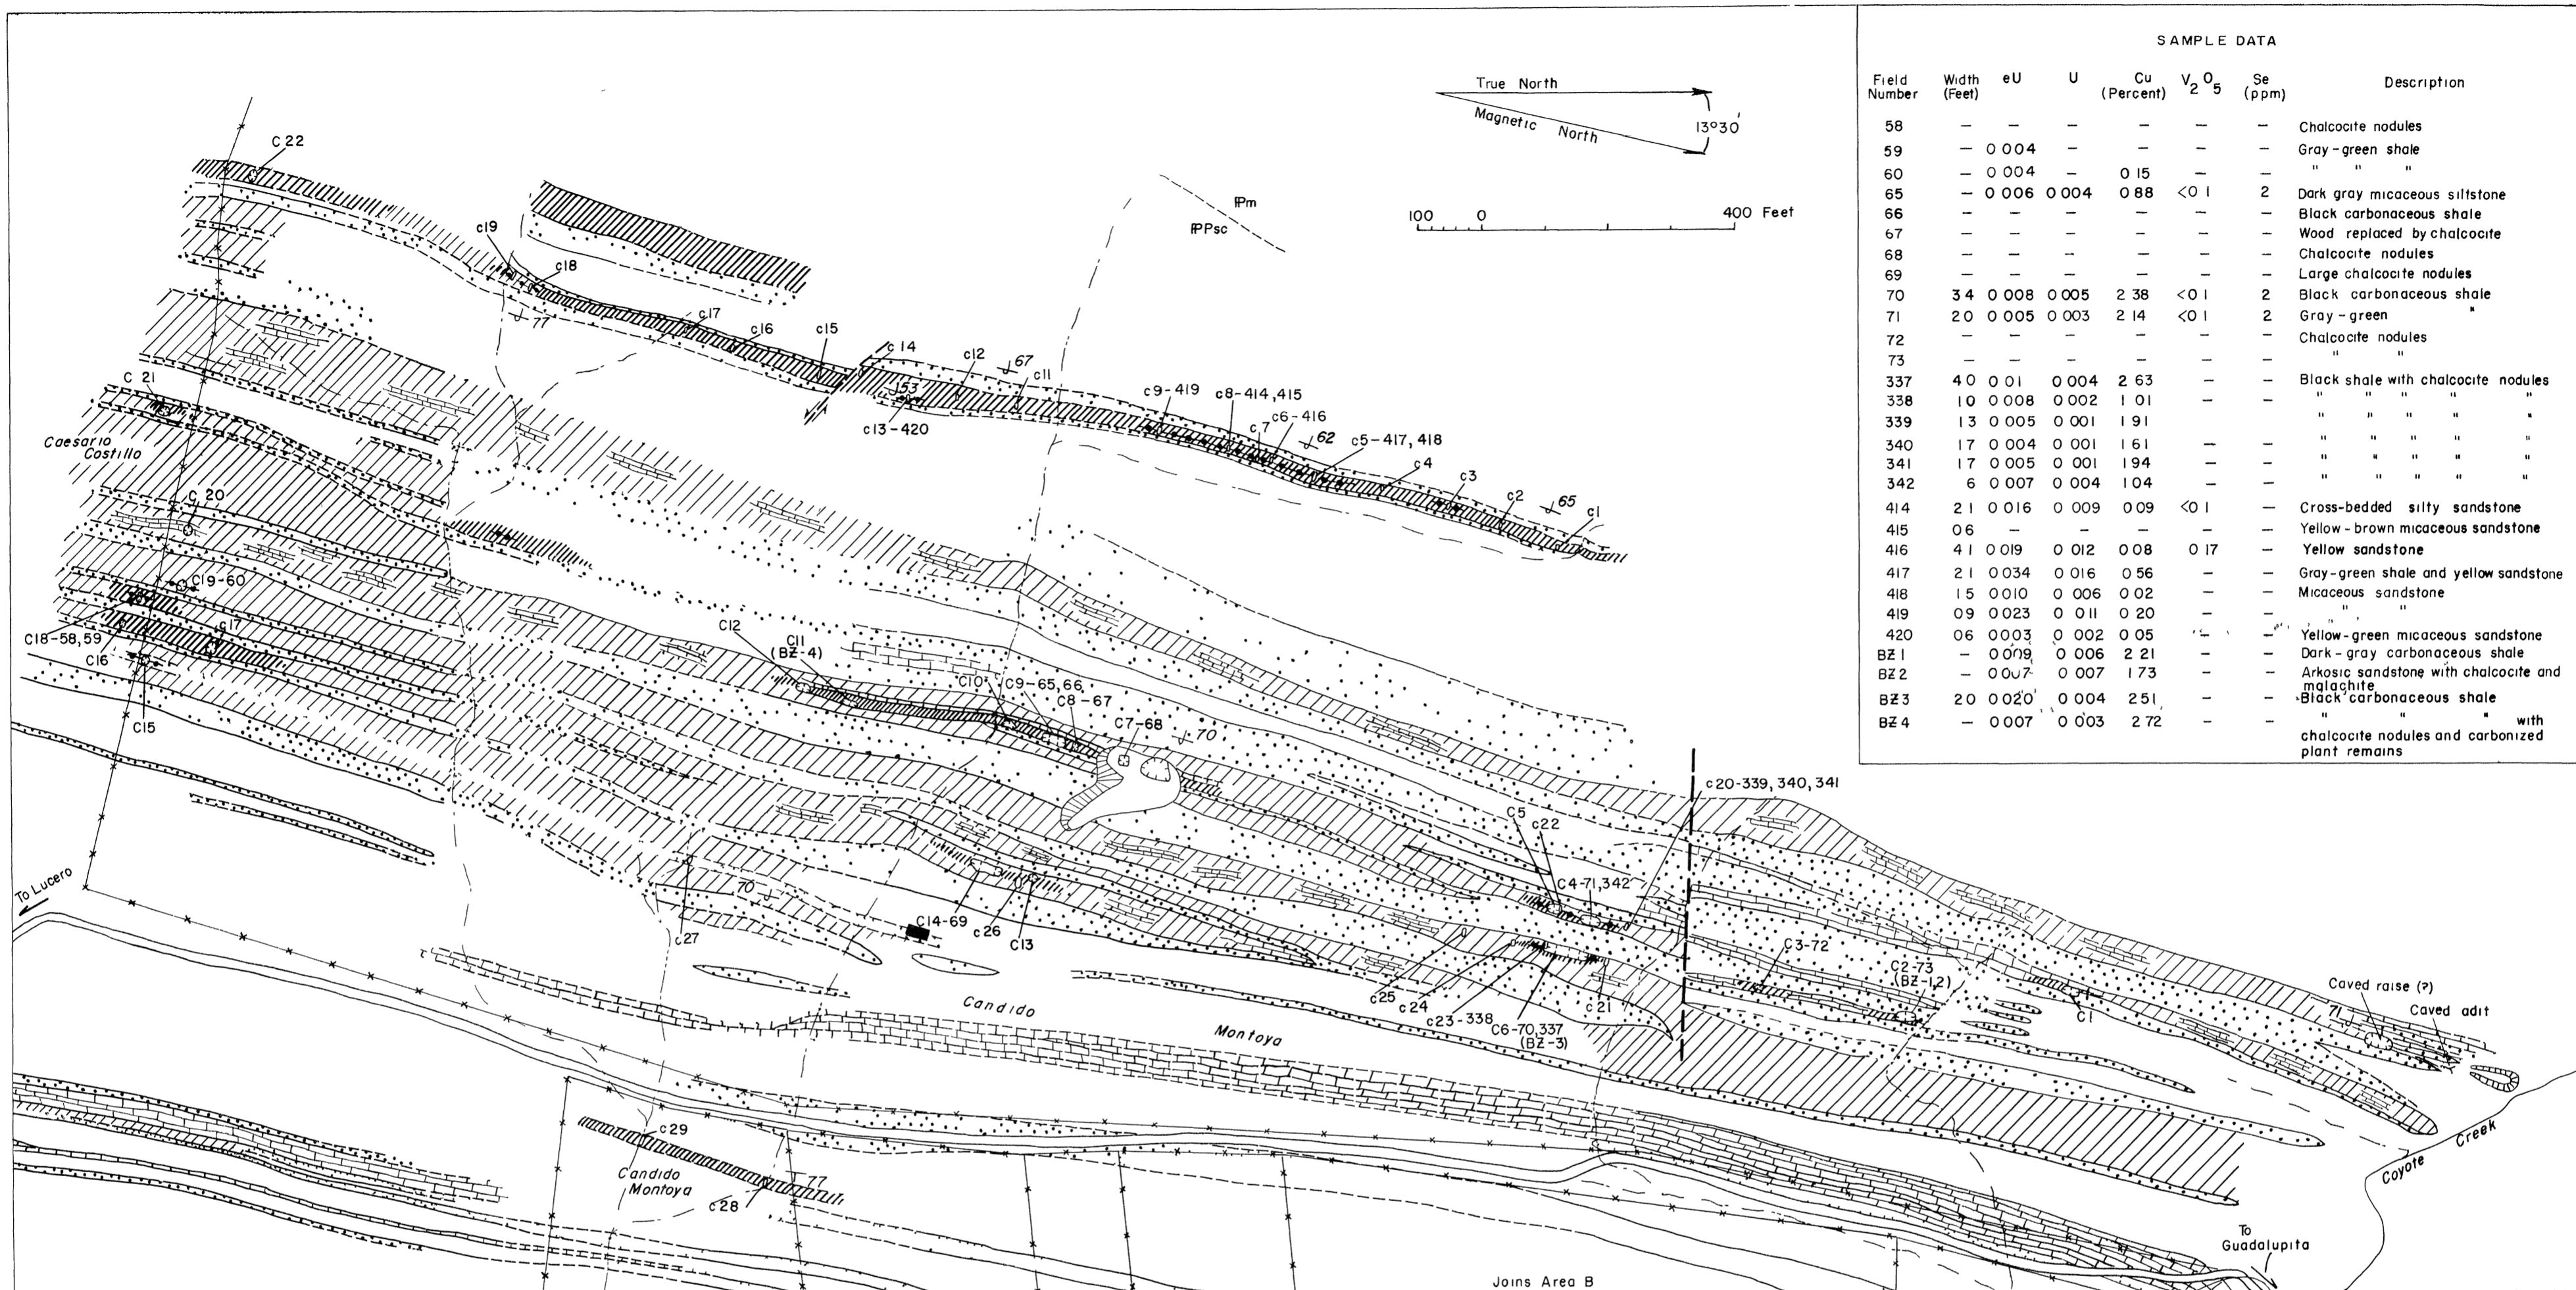 SAMPLE DATA
Field Number Width (Feet) eU U Cu (Percent) V2O5 Se (ppm) Description
58 — — — — — — Chalcocite nodules
59 — 0 004 — — — — Gray-green shale
60 — 0 004 — 0 15 — — " " "
65 — 0 006 0 004 0 88 <0 1 2 Dark gray micaceous siltstone
66 — — — — — — Black carbonaceous shale
67 — — — — — — Wood replaced by chalcocite
68 — — — — — — Chalcocite nodules
69 — — — — — — Large chalcocite nodules
70 3 4 0 008 0 005 2 38 <0 1 2 Black carbonaceous shale
71 2 0 0 005 0 003 2 14 <0 1 2 Gray-green "
72 — — — — — — Chalcocite nodules
73 — — — — — — " "
337 4 0 0 01 0 004 2 63 — — Black shale with chalcocite nodules
338 1 0 0 008 0 002 1 01 — — " " " " "
339 1 3 0 005 0 001 1 91 " " " " "
340 1 7 0 004 0 001 1 61 — — " " " " "
341 1 7 0 005 0 001 1 94 — — " " " " "
342 6 0 007 0 004 1 04 — — " " " " "
414 2 1 0 016 0 009 0 09 <0 1 — Cross-bedded silty sandstone
415 0 6 — — — — — Yellow-brown micaceous sandstone
416 4 1 0 019 0 012 0 08 0 17 — Yellow sandstone
417 2 1 0 034 0 016 0 56 — — Gray-green shale and yellow sandstone
418 1 5 0 010 0 006 0 02 — — Micaceous sandstone
419 0 9 0 023 0 011 0 20 — — " "
420 0 6 0 003 0 002 0 05 — — Yellow-green micaceous sandstone
BZ 1 — 0 009 0 006 2 21 — — Dark-gray carbonaceous shale
BZ 2 — 0 007 0 007 1 73 — — Arkosic sandstone with chalcocite and
malachite
BZ 3 2 0 0 020 0 004 2 51 — — Black carbonaceous shale
BZ 4 — 0 007 0 003 2 72 — — " " " with
chalcocite nodules and carbonized
plant remains
True North
Magnetic North
13°30'
100 0 400 Feet
ℙm
ℙPsc
C 22
c19
c18
77
c17
c16
c15
c 14
c12
67
c11
153
c13-420
c9-419
c8-414,415
c7
c6-416
62
c5-417, 418
c4
c3
c2
65
c1
C 21
Caesario
Costillo
C 20
C19-60
C18-58,59
c17
C16
C15
C12
C11
(BZ-4)
C10
C9-65,66
C8-67
C7-68
70
c20-339,340,341
C5
c22
C4-71,342
To Lucero
70
c27
C14-69
c26
C13
c25
c24
c23-338
C6-70,337
(BZ-3)
c21
C3-72
C2-73
(BZ-1,2)
C1
Caved raise (?)
71
Caved adit
Candido
Montoya
c29
Candido
Montoya
77
c28
Coyote Creek
To
Guadalupita
Joins Area B